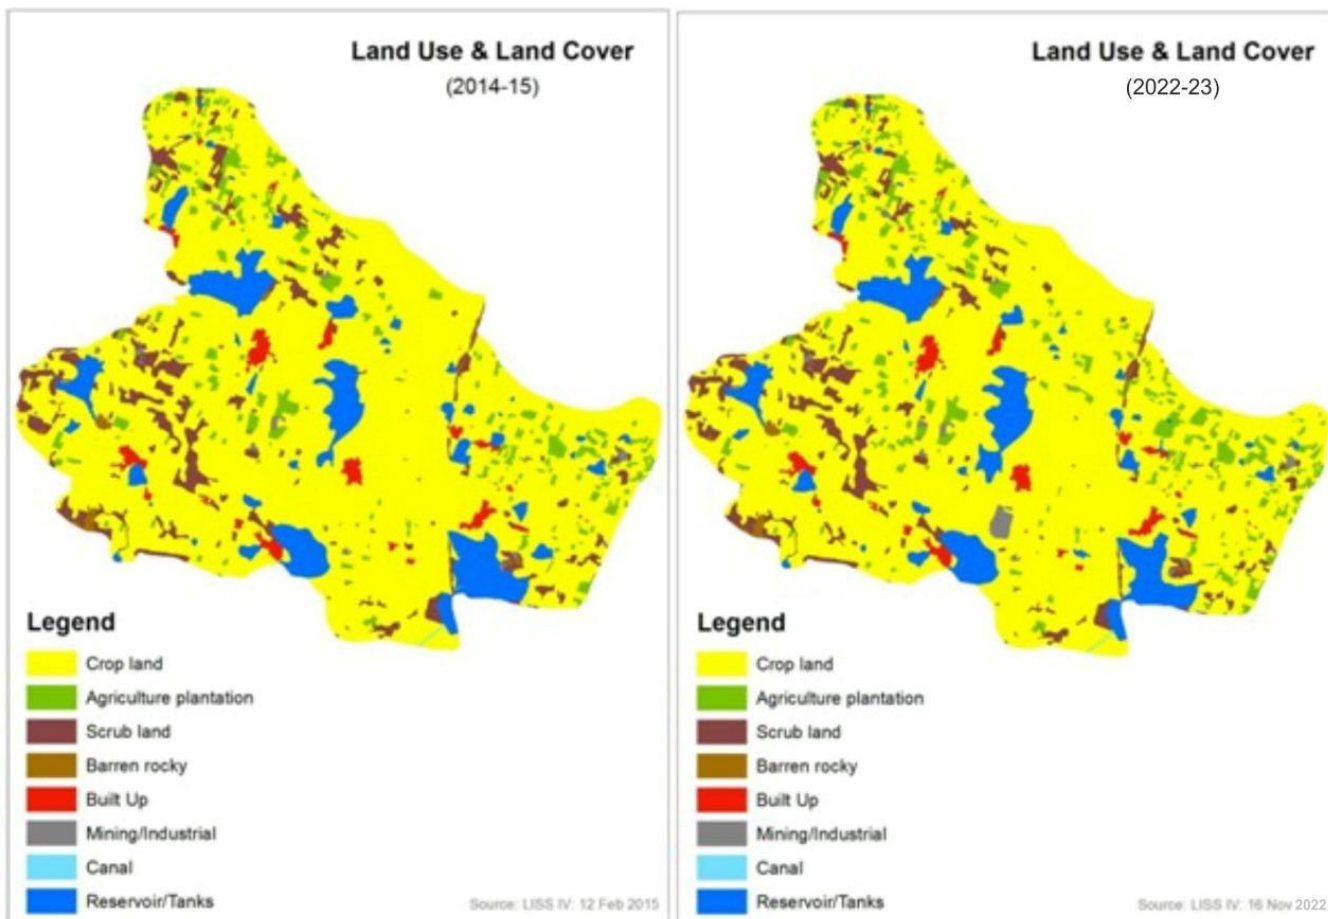 Land Use & Land Cover
(2014-15)
Legend
Crop land
Agriculture plantation
Scrub land
Barren rocky
Built Up
Mining/Industrial
Canal
Reservoir/Tanks
Source: LISS IV: 12 Feb 2015
Land Use & Land Cover
(2022-23)
Legend
Crop land
Agriculture plantation
Scrub land
Barren rocky
Built Up
Mining/Industrial
Canal
Reservoir/Tanks
Source: LISS IV: 16 Nov 2022